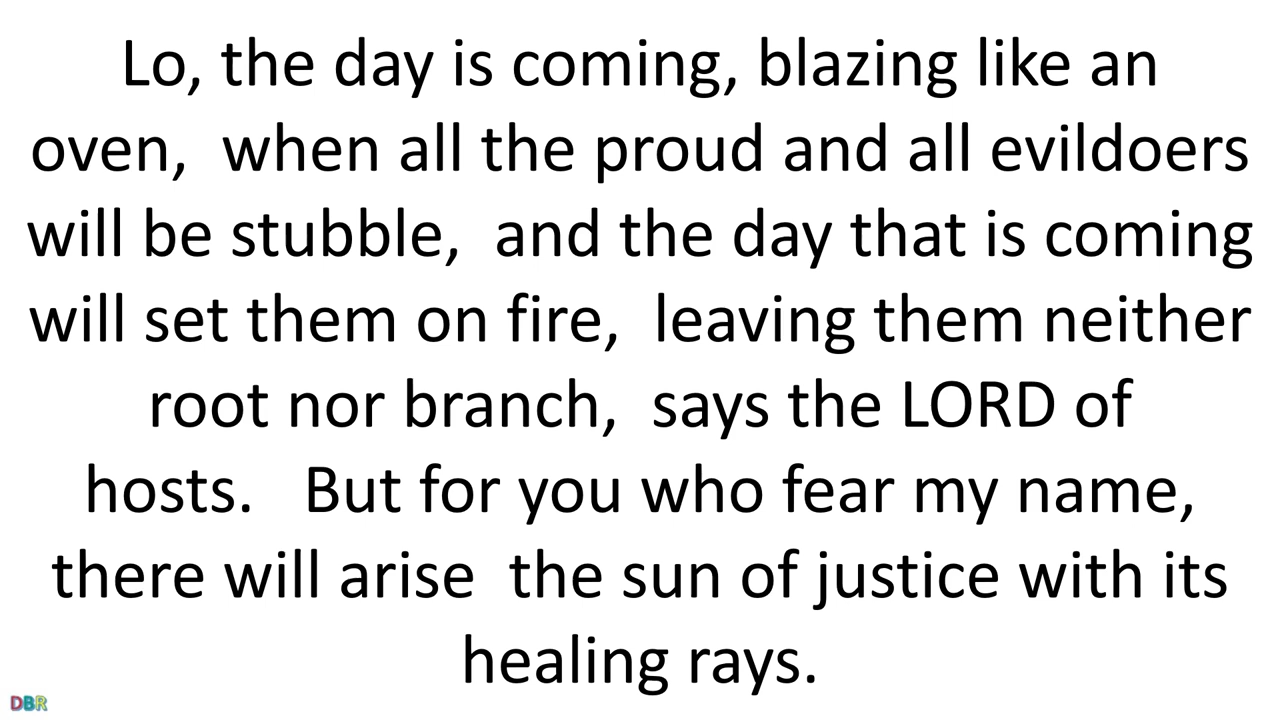 Lo, the day is coming, blazing like an
oven,  when all the proud and all evildoers
will be stubble,  and the day that is coming
will set them on fire,  leaving them neither
root nor branch,  says the LORD of
hosts.   But for you who fear my name,
there will arise  the sun of justice with its
healing rays.
DBR